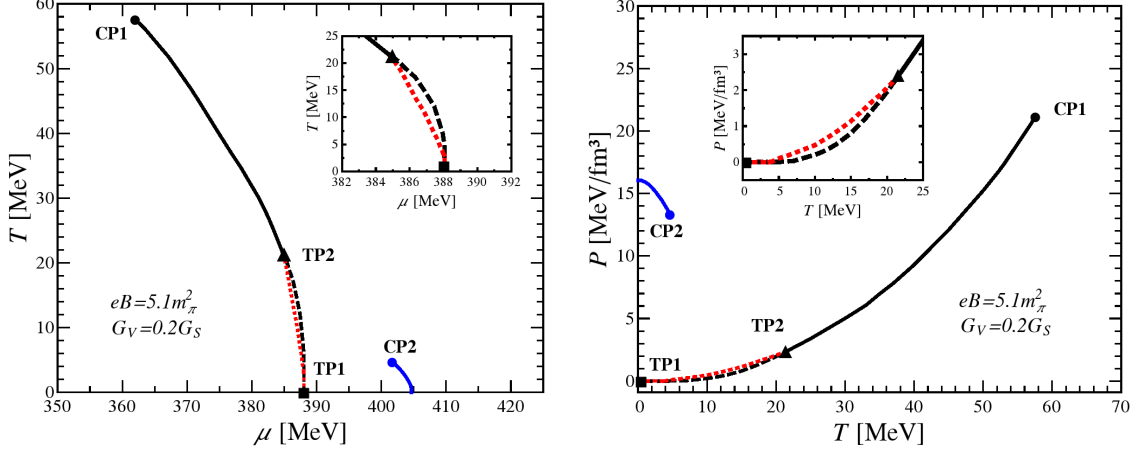 60
50
40
30
20
10
0
T [MeV]
CP1
TP2
TP1
CP2
eB=5.1m²π
GV=0.2GS
350 360 370 380 390 400 410 420
μ [MeV]
25
20
15
10
5
0
T [MeV]
382 384 386 388 390 392
μ [MeV]
30
25
20
15
10
5
0
P [MeV/fm³]
CP1
CP2
TP2
TP1
eB=5.1m²π
GV=0.2GS
0 10 20 30 40 50 60 70
T [MeV]
3
2
1
0
P [MeV/fm³]
0 5 10 15 20 25
T [MeV]